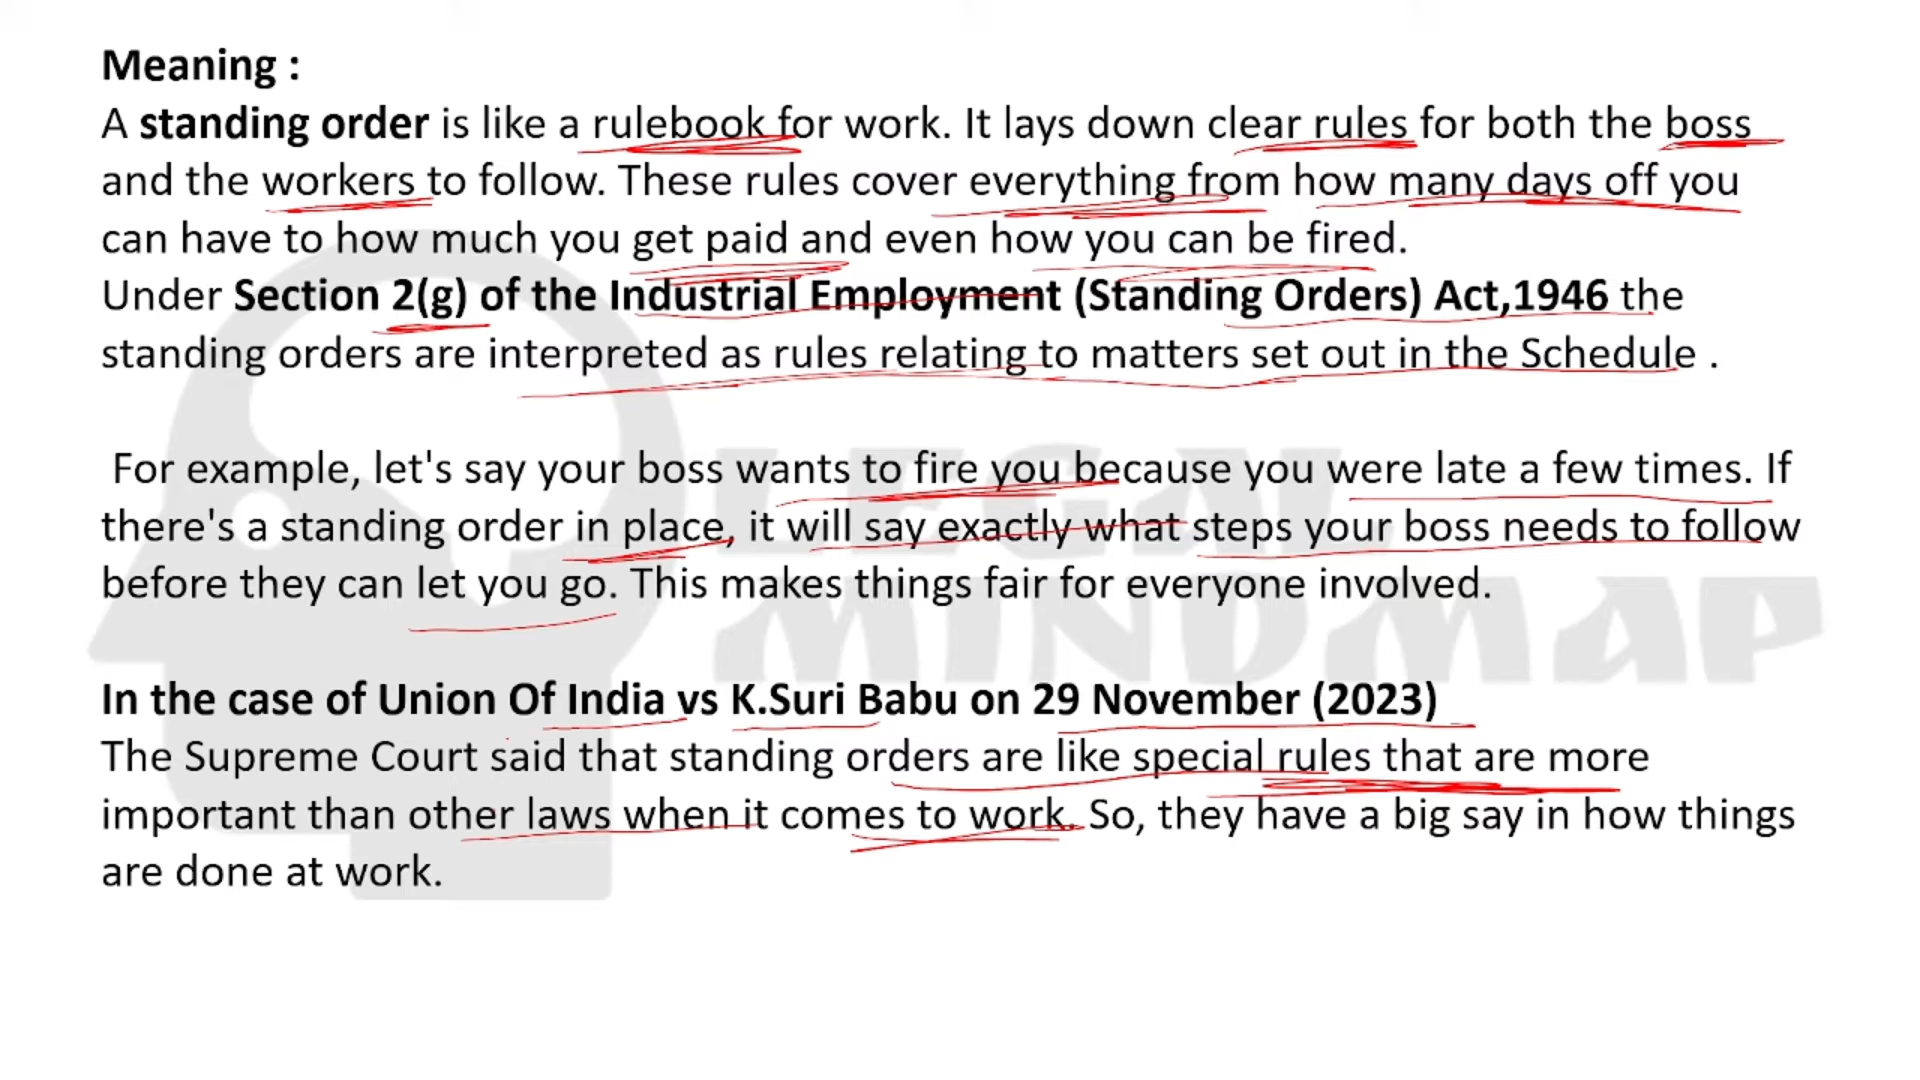 Meaning :
A standing order is like a rulebook for work. It lays down clear rules for both the boss
and the workers to follow. These rules cover everything from how many days off you
can have to how much you get paid and even how you can be fired.
Under Section 2(g) of the Industrial Employment (Standing Orders) Act,1946 the
standing orders are interpreted as rules relating to matters set out in the Schedule .
For example, let's say your boss wants to fire you because you were late a few times. If
there's a standing order in place, it will say exactly what steps your boss needs to follow
before they can let you go. This makes things fair for everyone involved.
In the case of Union Of India vs K.Suri Babu on 29 November (2023)
The Supreme Court said that standing orders are like special rules that are more
important than other laws when it comes to work. So, they have a big say in how things
are done at work.
LEGAL
MINDMAP